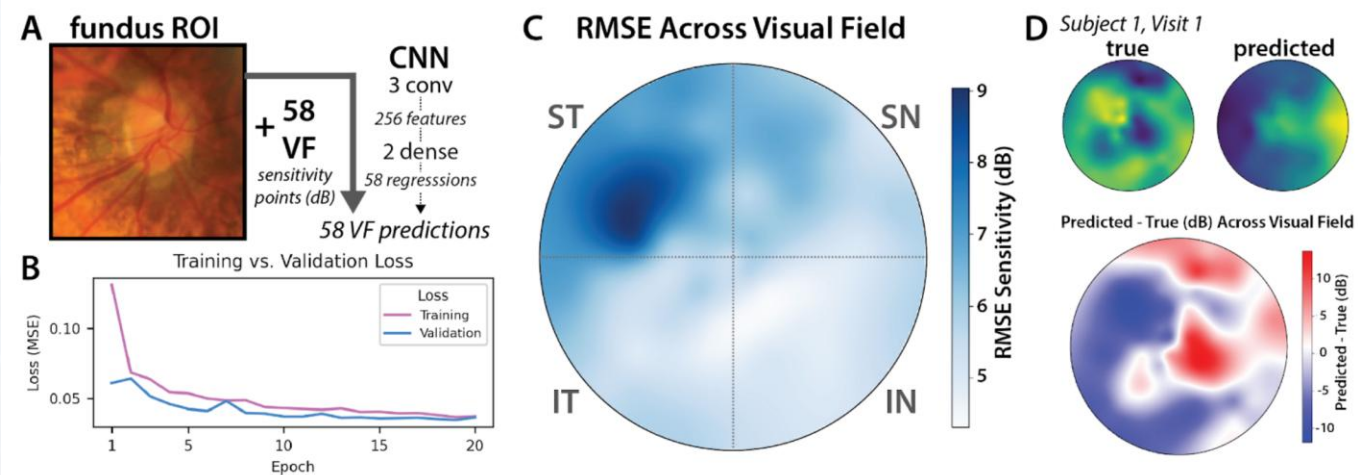 A
fundus ROI
+ 58
VF
sensitivity
points (dB)
CNN
3 conv
256 features
2 dense
58 regresssions
58 VF predictions
B
Training vs. Validation Loss
Loss (MSE)
0.10
0.05
Loss
Training
Validation
1
5
10
15
20
Epoch
C
RMSE Across Visual Field
ST
SN
IT
IN
9
8
7
6
5
RMSE Sensitivity (dB)
D
Subject 1, Visit 1
true
predicted
Predicted - True (dB) Across Visual Field
10
5
0
-5
-10
Predicted - True (dB)